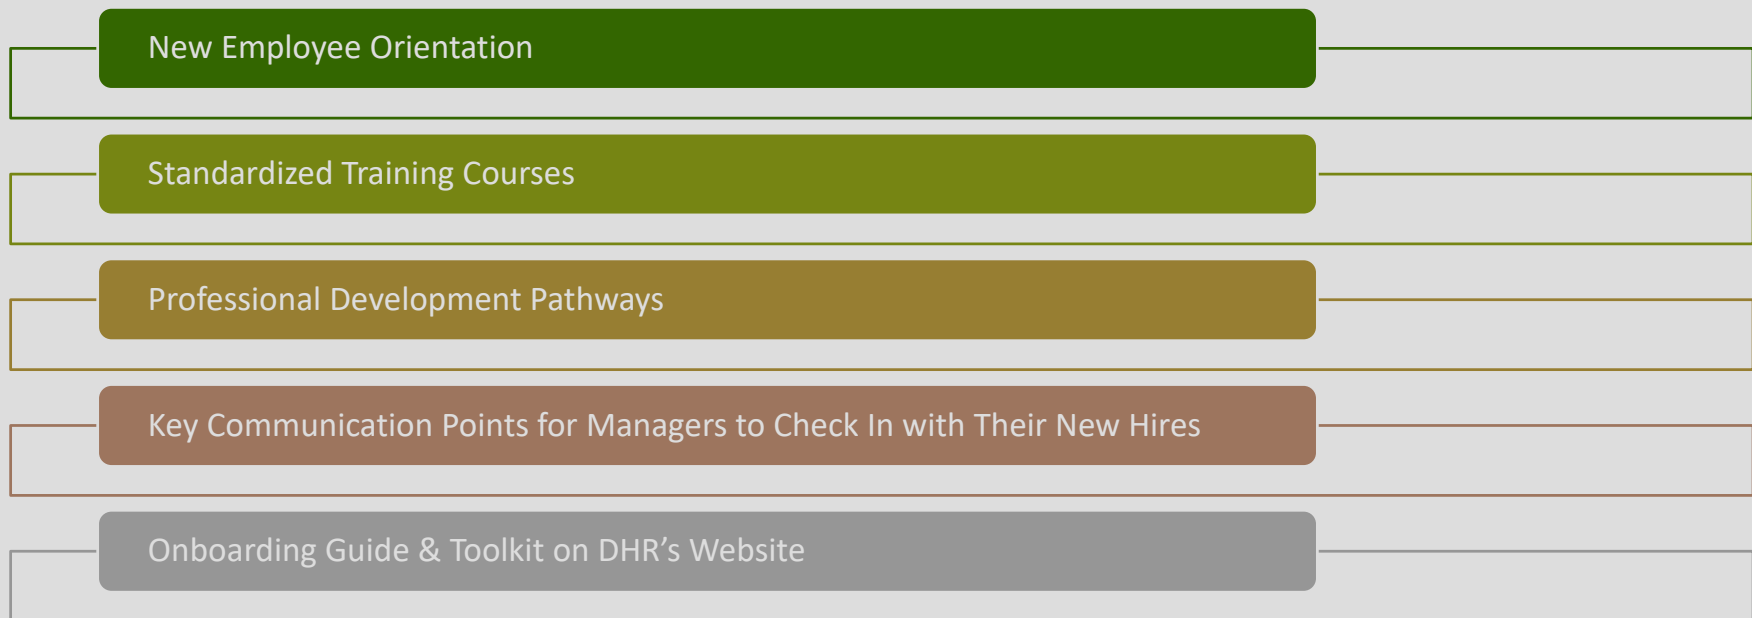 New Employee Orientation
Standardized Training Courses
Professional Development Pathways
Key Communication Points for Managers to Check In with Their New Hires
Onboarding Guide & Toolkit on DHR’s Website